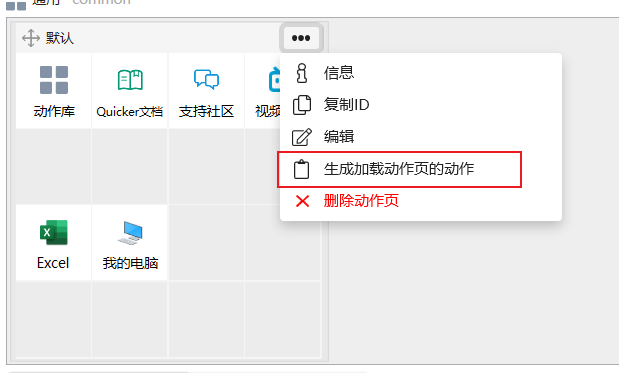 通用 common
默认
动作库
Quicker文档
支持社区
视频
信息
复制ID
编辑
生成加载动作页的动作
删除动作页
Excel
我的电脑